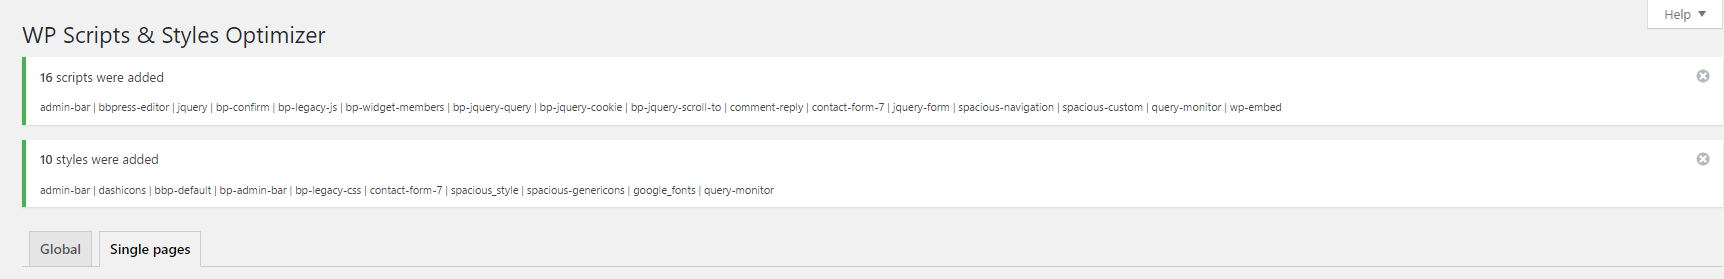 Help
WP Scripts & Styles Optimizer
16 scripts were added
admin-bar | bbpress-editor | jquery | bp-confirm | bp-legacy-js | bp-widget-members | bp-jquery-query | bp-jquery-cookie | bp-jquery-scroll-to | comment-reply | contact-form-7 | jquery-form | spacious-navigation | spacious-custom | query-monitor | wp-embed
10 styles were added
admin-bar | dashicons | bbp-default | bp-admin-bar | bp-legacy-css | contact-form-7 | spacious_style | spacious-genericons | google_fonts | query-monitor
Global Single pages